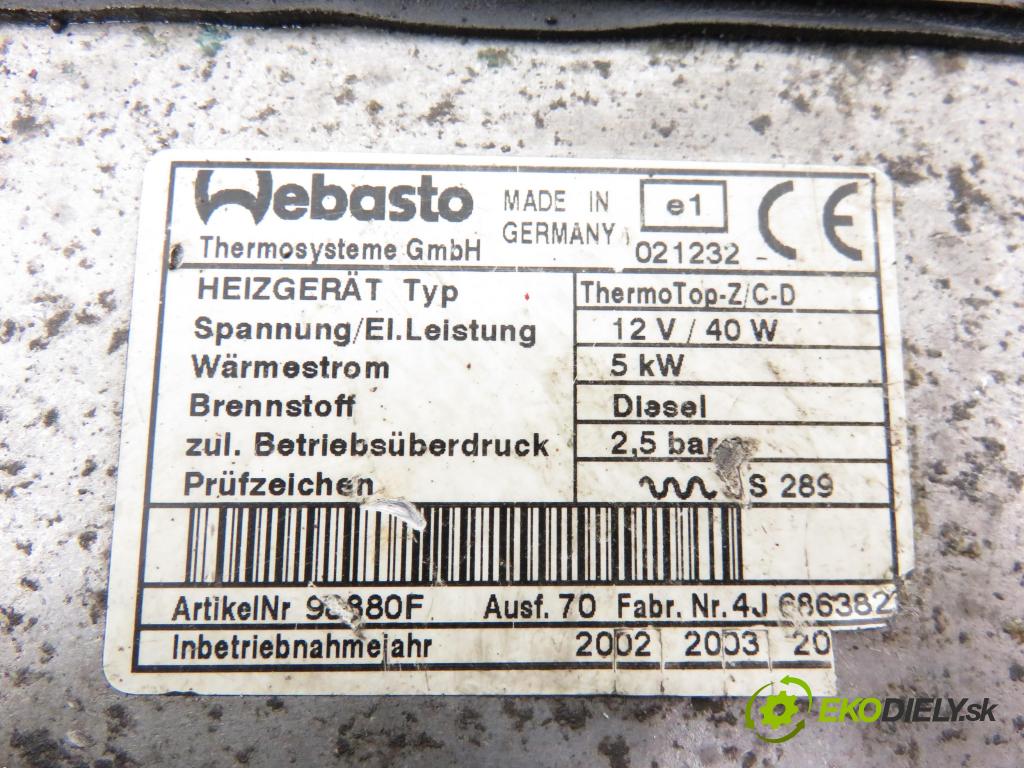 Webasto
Thermosysteme GmbH
MADE IN
GERMANY
e1
021232
CE
HEIZGERÄT Typ ThermoTop-Z/C-D
Spannung/El.Leistung 12 V / 40 W
Wärmestrom 5 kW
Brennstoff Diesel
zul. Betriebsüberdruck 2,5 bar
Prüfzeichen S 289
ArtikelNr Ausf. 70 Fabr. Nr. 4J
Inbetriebnahmejahr 2002 2003 20
EKODIELY.sk